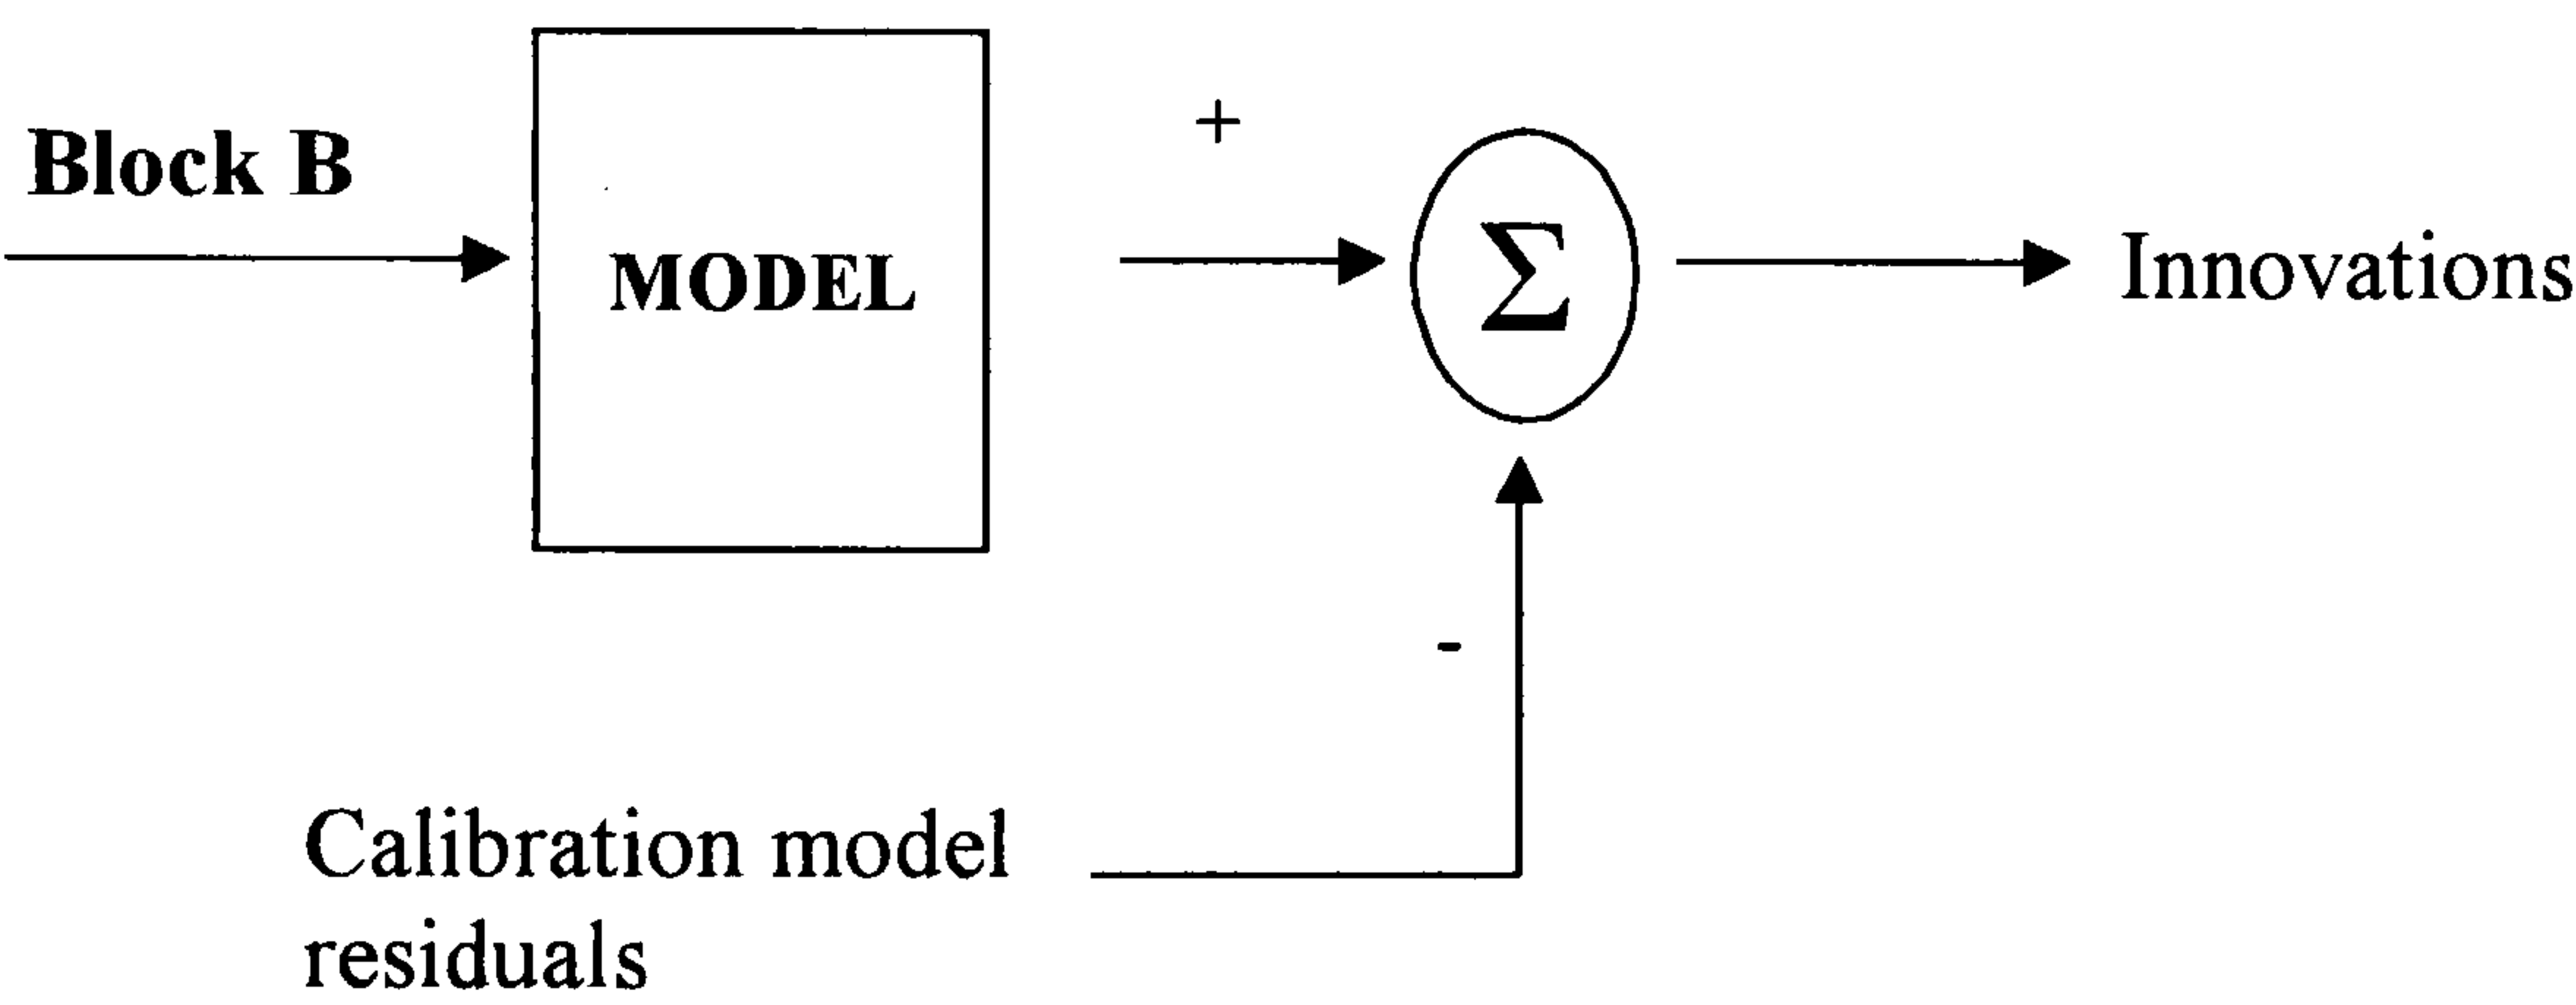 +
Block B
MODEL
Σ
Innovations
-
Calibration model
residuals